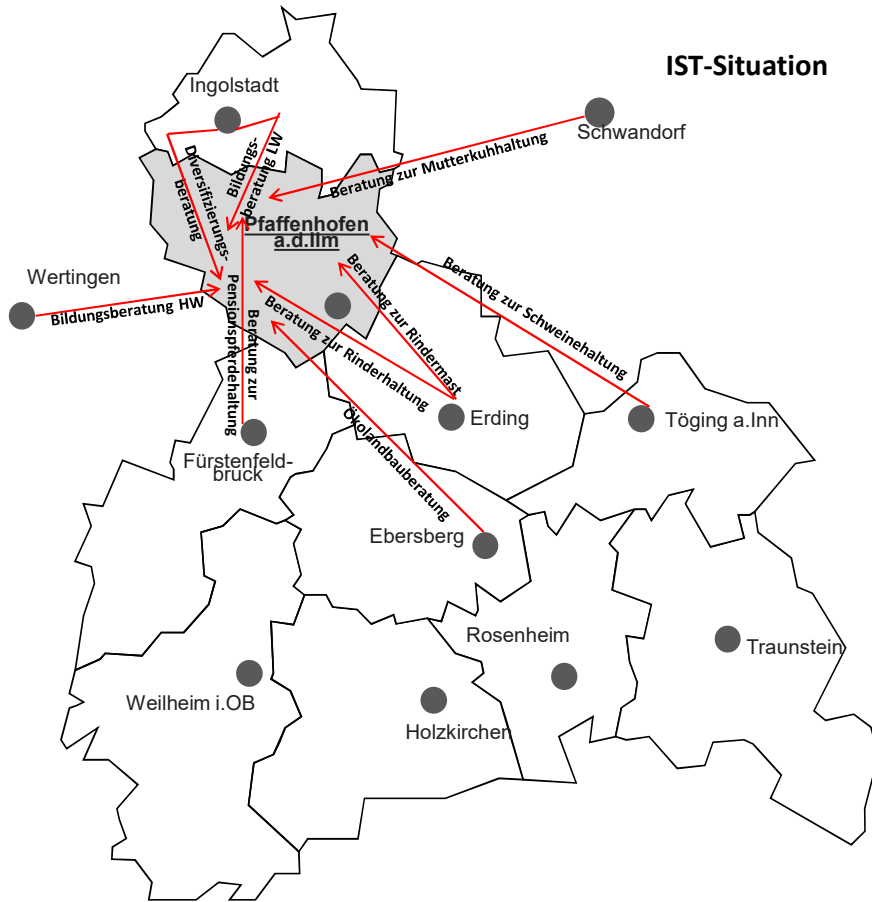 IST-Situation
Ingolstadt
Schwandorf
Bildungs-
beratung LW
Diversifizierungs-
beratung
Beratung zur Mutterkuhhaltung
Pfaffenhofen
a.d.Ilm
Wertingen
Bildungsberatung HW
Beratung zur Schweinehaltung
Beratung zur Rindermast
Beratung zur Rinderhaltung
Beratung zur
Pensionspferdehaltung
Ökolandbauberatung
Erding
Töging a.Inn
Fürstenfeld-
bruck
Ebersberg
Rosenheim
Traunstein
Weilheim i.OB
Holzkirchen